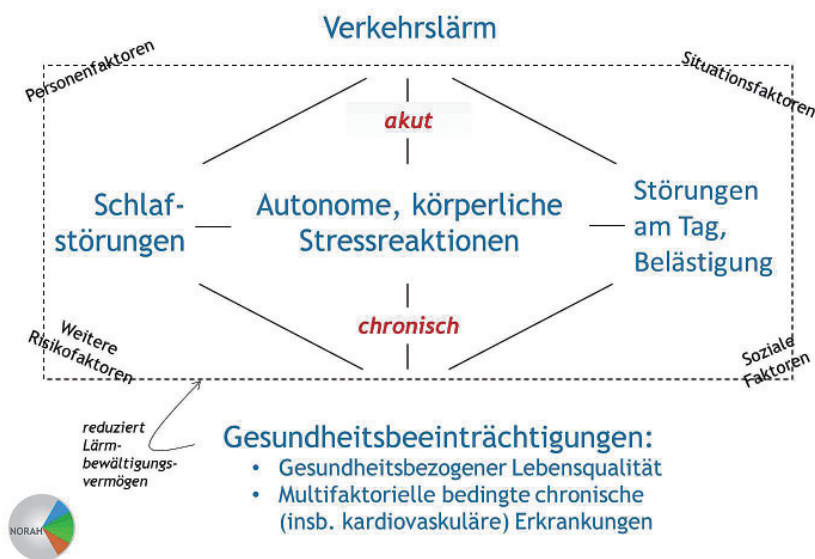 Verkehrslärm
Personenfaktoren
Situationsfaktoren
akut
Schlaf-
störungen
Autonome, körperliche
Stressreaktionen
Störungen
am Tag,
Belästigung
chronisch
Weitere
Risikofaktoren
Soziale
Faktoren
reduziert
Lärm-
bewältigungs-
vermögen
Gesundheitsbeeinträchtigungen:
• Gesundheitsbezogener Lebensqualität
• Multifaktorielle bedingte chronische
(insb. kardiovaskuläre) Erkrankungen
NORAH